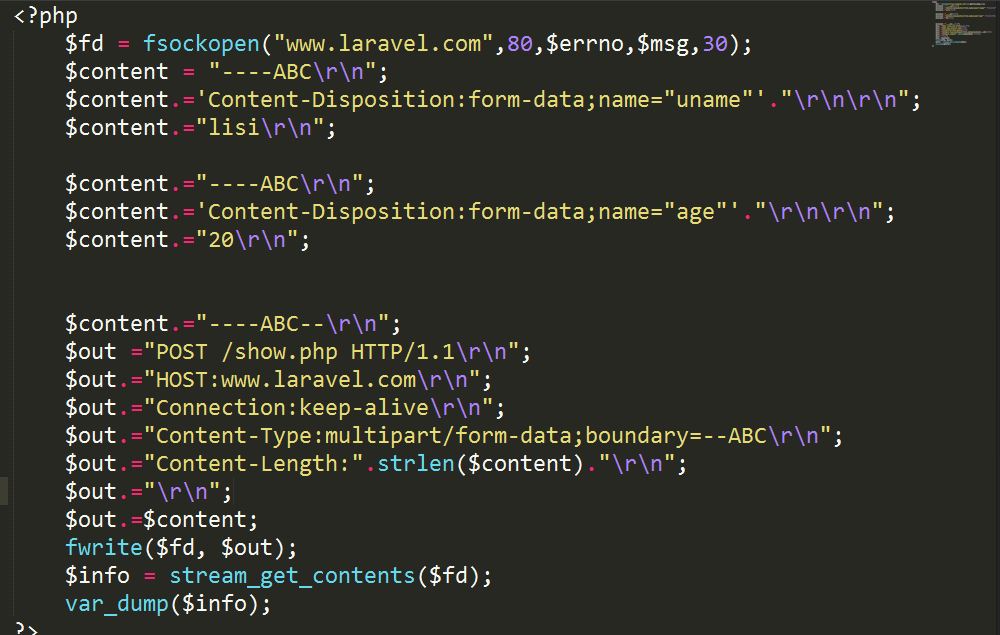 <?php
$fd = fsockopen("www.laravel.com",80,$errno,$msg,30);
$content = "----ABC\r\n";
$content.='Content-Disposition:form-data;name="uname"'."\r\n\r\n";
$content.="lisi\r\n";
$content.="----ABC\r\n";
$content.='Content-Disposition:form-data;name="age"'."\r\n\r\n";
$content.="20\r\n";
$content.="----ABC--\r\n";
$out ="POST /show.php HTTP/1.1\r\n";
$out.="HOST:www.laravel.com\r\n";
$out.="Connection:keep-alive\r\n";
$out.="Content-Type:multipart/form-data;boundary=--ABC\r\n";
$out.="Content-Length:".strlen($content)."\r\n";
$out.="\r\n";
$out.=$content;
fwrite($fd, $out);
$info = stream_get_contents($fd);
var_dump($info);
?>